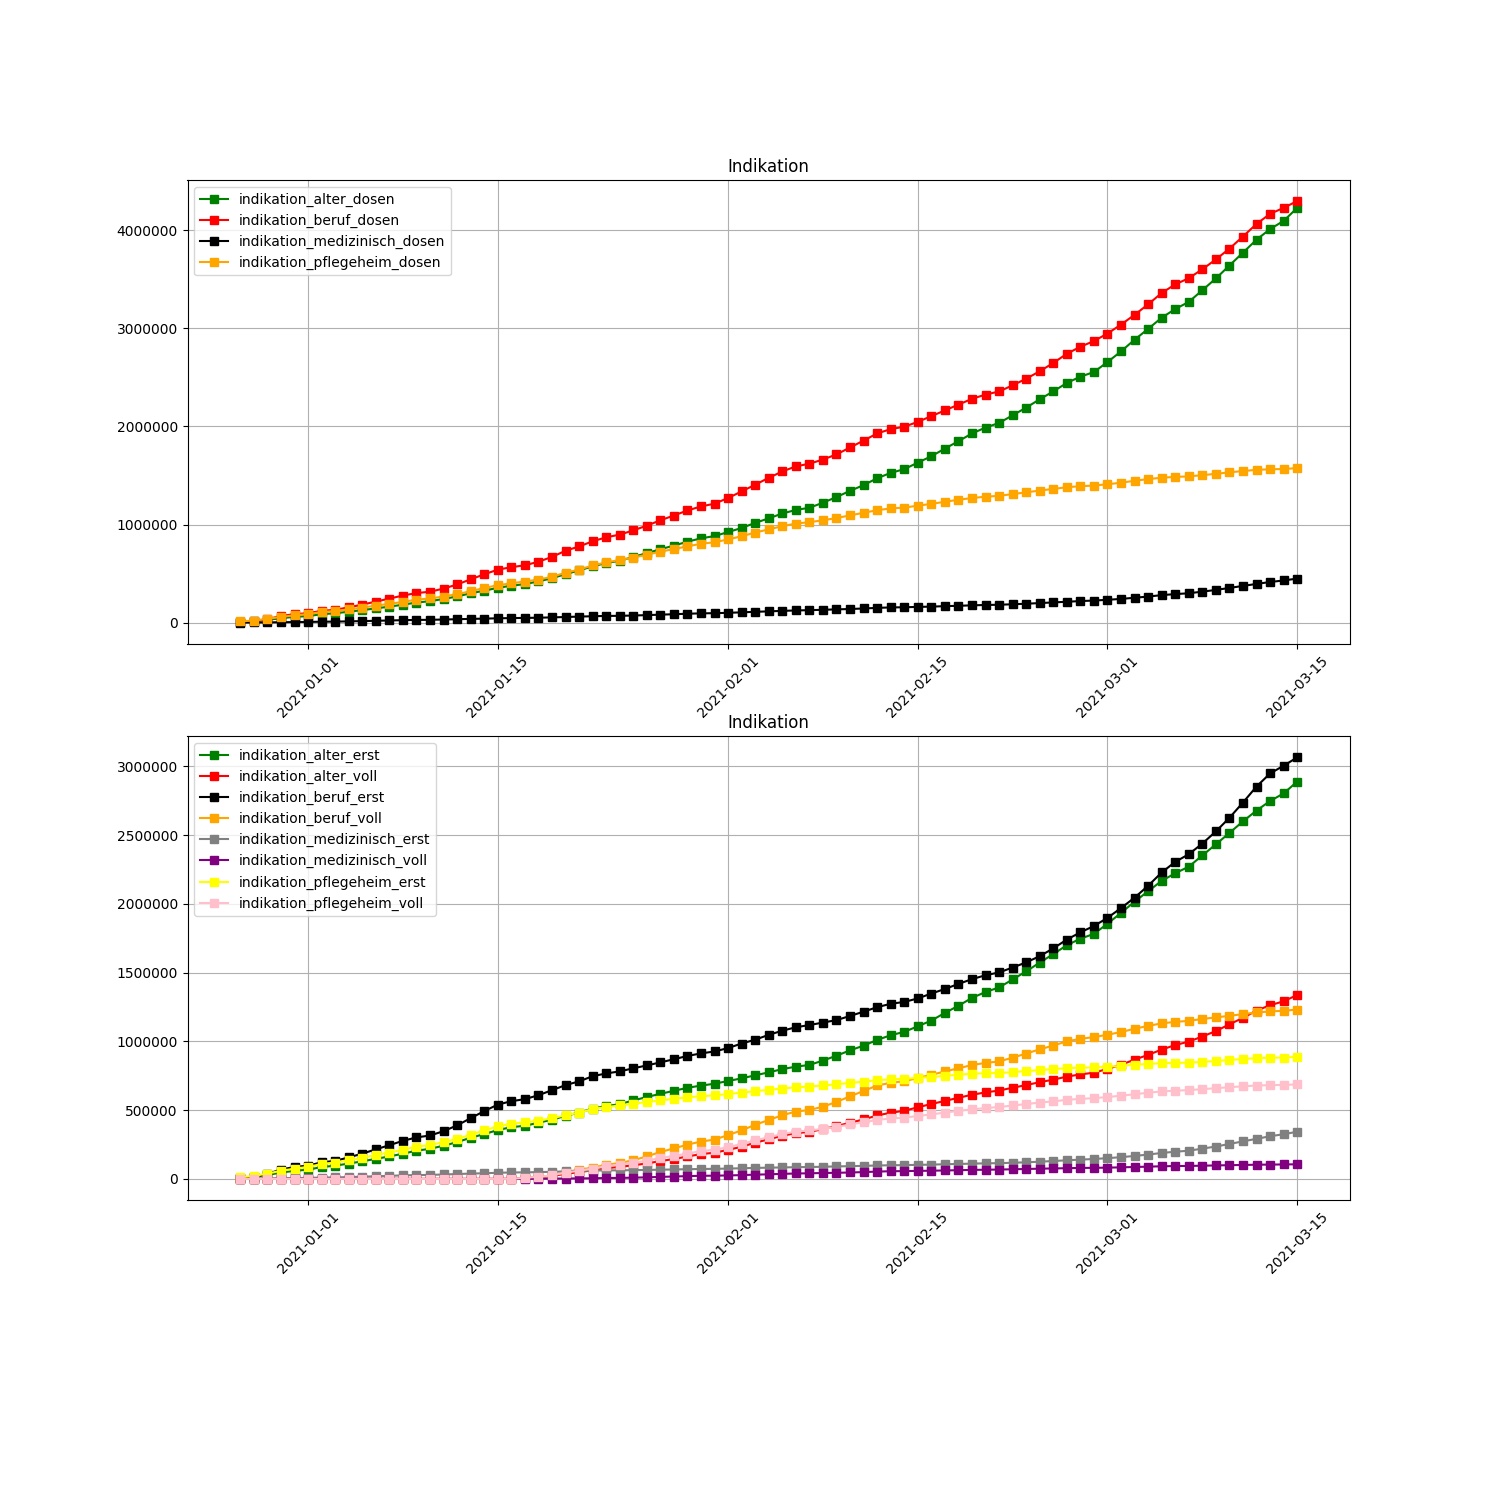 Indikation
indikation_alter_dosen
indikation_beruf_dosen
indikation_medizinisch_dosen
indikation_pflegeheim_dosen
4000000
3000000
2000000
1000000
0
2021-01-01
2021-01-15
2021-02-01
2021-02-15
2021-03-01
2021-03-15
Indikation
indikation_alter_erst
indikation_alter_voll
indikation_beruf_erst
indikation_beruf_voll
indikation_medizinisch_erst
indikation_medizinisch_voll
indikation_pflegeheim_erst
indikation_pflegeheim_voll
3000000
2500000
2000000
1500000
1000000
500000
0
2021-01-01
2021-01-15
2021-02-01
2021-02-15
2021-03-01
2021-03-15